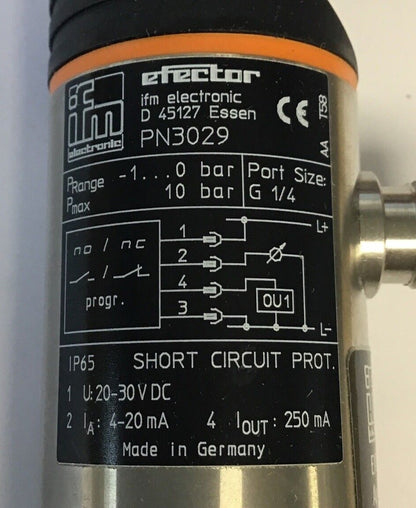 efector
ifm electronic
ifm electronic
D 45127 Essen
PN3029
CE
AA T58
PRange -1...0 bar
Pmax 10 bar
Port Size:
G 1/4
no / nc
progr.
1
2
4
3
L+
OU1
L-
IP65 SHORT CIRCUIT PROT.
1 U: 20-30V DC
2 IA: 4-20 mA 4 IOUT: 250 mA
Made in Germany